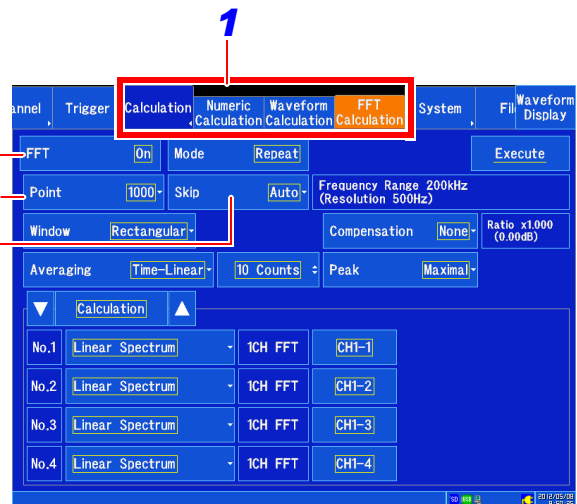 1
annel Trigger Calculation Numeric Calculation Waveform Calculation FFT Calculation System Fil Waveform Display
FFT On Mode Repeat Execute
Point 1000 Skip Auto Frequency Range 200kHz
(Resolution 500Hz)
Window Rectangular Compensation None Ratio x1.000
(0.00dB)
Averaging Time-Linear 10 Counts Peak Maximal
Calculation
No.1 Linear Spectrum 1CH FFT CH1-1
No.2 Linear Spectrum 1CH FFT CH1-2
No.3 Linear Spectrum 1CH FFT CH1-3
No.4 Linear Spectrum 1CH FFT CH1-4
SD